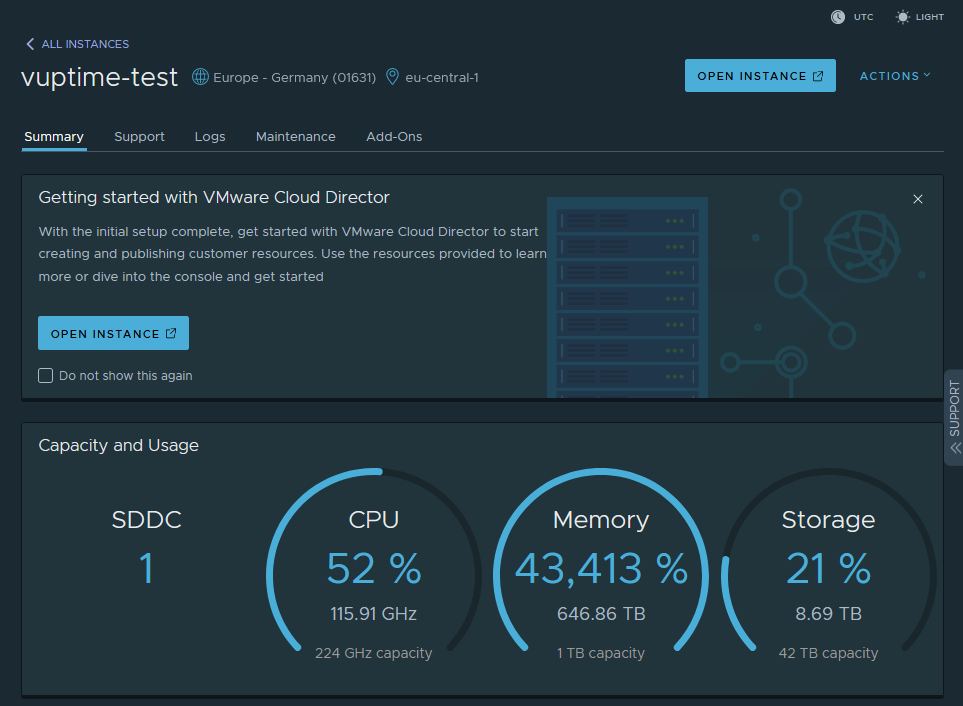 UTC LIGHT
ALL INSTANCES
vuptime-test Europe - Germany (01631) eu-central-1 OPEN INSTANCE ACTIONS
Summary Support Logs Maintenance Add-Ons
Getting started with VMware Cloud Director
With the initial setup complete, get started with VMware Cloud Director to start
creating and publishing customer resources. Use the resources provided to learn
more or dive into the console and get started
OPEN INSTANCE
Do not show this again
SUPPORT
Capacity and Usage
SDDC CPU Memory Storage
1 52 % 43,413 % 21 %
115.91 GHz 646.86 TB 8.69 TB
224 GHz capacity 1 TB capacity 42 TB capacity